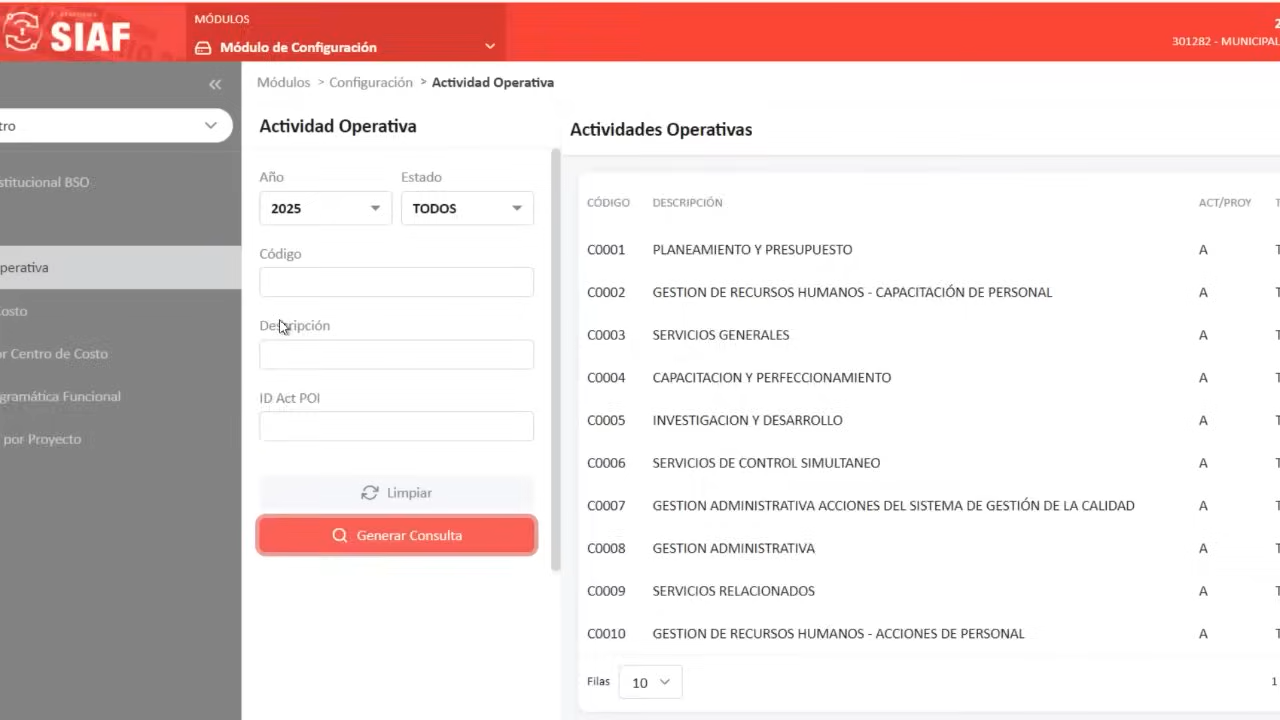 SIAF
MÓDULOS
Módulo de Configuración
2
301282 - MUNICIPAL
tro
stitucional BSO
perativa
osto
or Centro de Costo
gramática Funcional
por Proyecto
Módulos > Configuración > Actividad Operativa
Actividad Operativa
Año
Estado
2025
TODOS
Código
Descripción
ID Act POI
Limpiar
Generar Consulta
Actividades Operativas
CÓDIGO DESCRIPCIÓN ACT/PROY T
C0001 PLANEAMIENTO Y PRESUPUESTO A T
C0002 GESTION DE RECURSOS HUMANOS - CAPACITACIÓN DE PERSONAL A T
C0003 SERVICIOS GENERALES A T
C0004 CAPACITACION Y PERFECCIONAMIENTO A T
C0005 INVESTIGACION Y DESARROLLO A T
C0006 SERVICIOS DE CONTROL SIMULTANEO A T
C0007 GESTION ADMINISTRATIVA ACCIONES DEL SISTEMA DE GESTIÓN DE LA CALIDAD A T
C0008 GESTION ADMINISTRATIVA A T
C0009 SERVICIOS RELACIONADOS A T
C0010 GESTION DE RECURSOS HUMANOS - ACCIONES DE PERSONAL A T
Filas 10 1